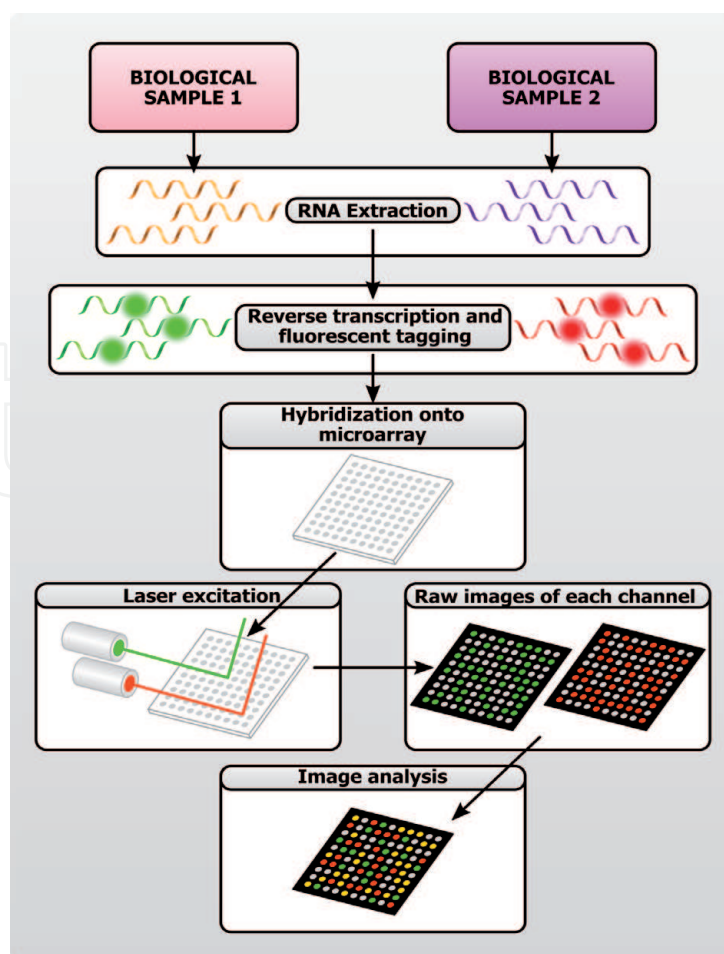 BIOLOGICAL
SAMPLE 1
BIOLOGICAL
SAMPLE 2
RNA Extraction
Reverse transcription and
fluorescent tagging
Hybridization onto
microarray
Laser excitation
Raw images of each channel
Image analysis